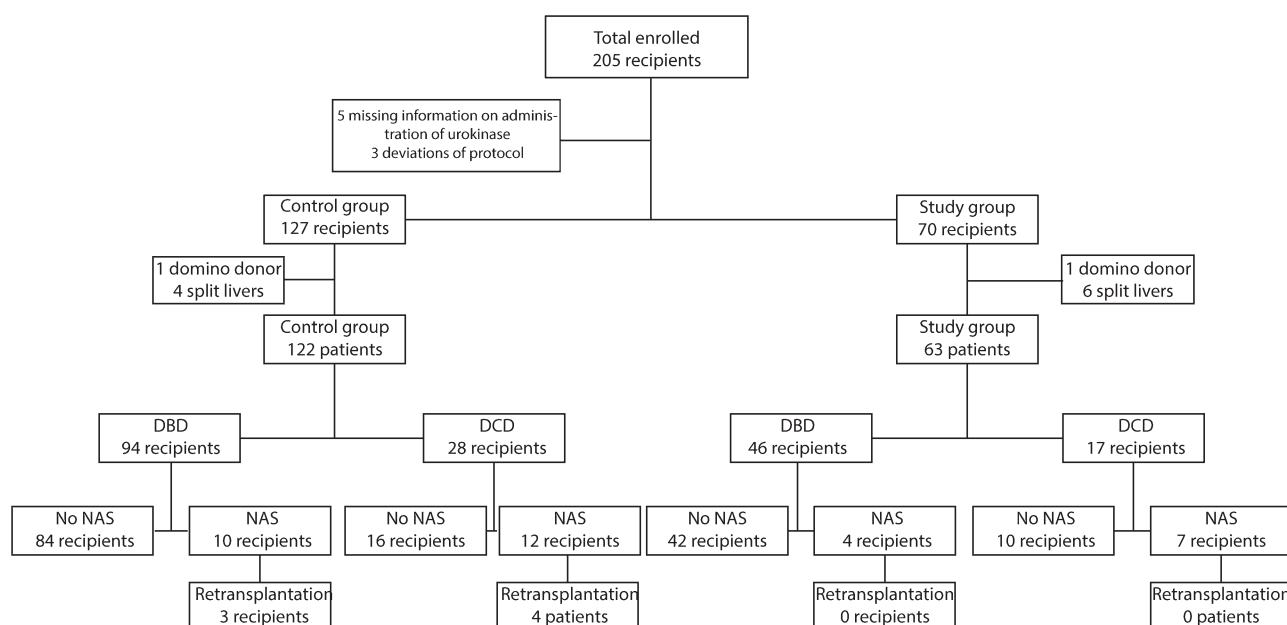 Total enrolled
205 recipients
5 missing information on adminis-
tration of urokinase
3 deviations of protocol
Control group
127 recipients
Study group
70 recipients
1 domino donor
4 split livers
1 domino donor
6 split livers
Control group
122 patients
Study group
63 patients
DBD
94 recipients
DCD
28 recipients
DBD
46 recipients
DCD
17 recipients
No NAS
84 recipients
NAS
10 recipients
No NAS
16 recipients
NAS
12 recipients
No NAS
42 recipients
NAS
4 recipients
No NAS
10 recipients
NAS
7 recipients
Retransplantation
3 recipients
Retransplantation
4 patients
Retransplantation
0 recipients
Retransplantation
0 patients